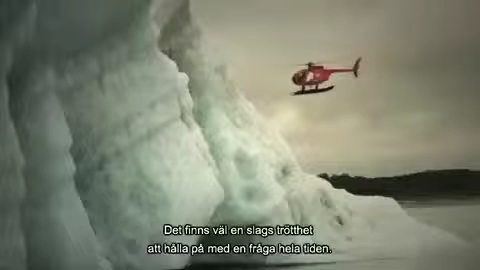 Det finns väl en slags trötthet
att hålla på med en fråga hela tiden.